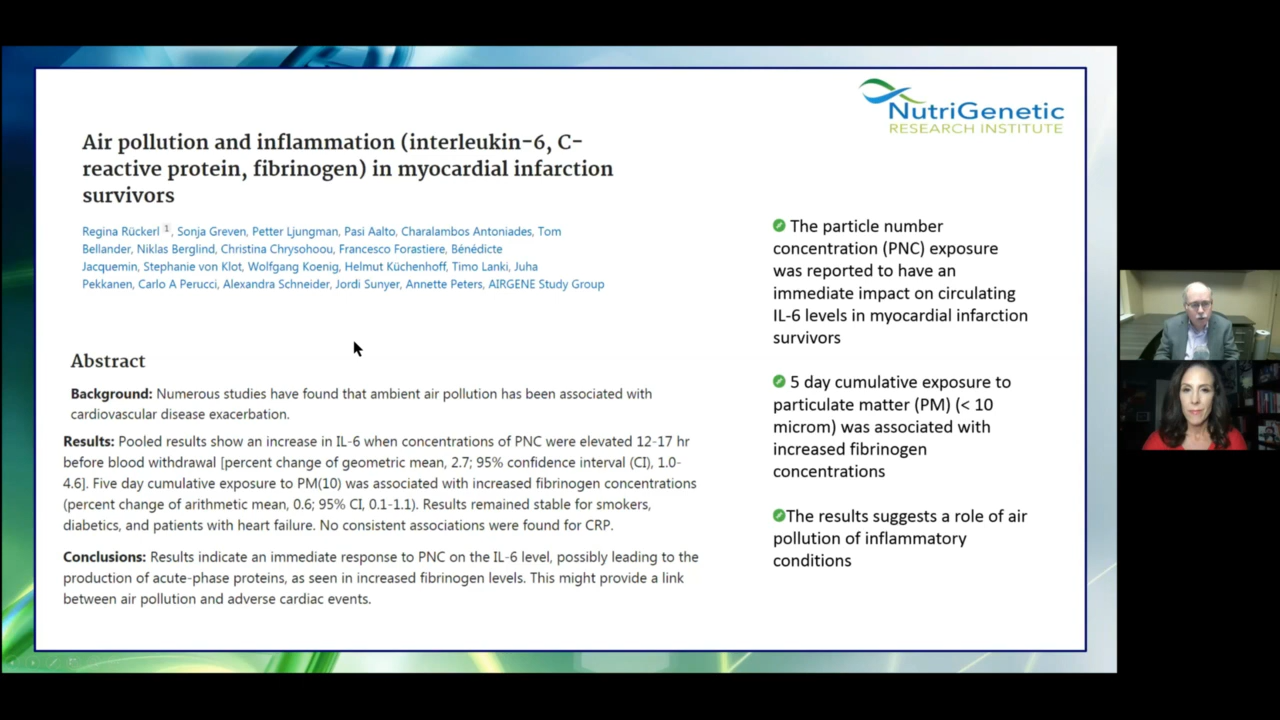 NutriGenetic
RESEARCH INSTITUTE
Air pollution and inflammation (interleukin-6, C-
reactive protein, fibrinogen) in myocardial infarction
survivors
Regina Rückerl 1, Sonja Greven, Petter Ljungman, Pasi Aalto, Charalambos Antoniades, Tom
Bellander, Niklas Berglind, Christina Chrysohoou, Francesco Forastiere, Bénédicte
Jacquemin, Stephanie von Klot, Wolfgang Koenig, Helmut Küchenhoff, Timo Lanki, Juha
Pekkanen, Carlo A Perucci, Alexandra Schneider, Jordi Sunyer, Annette Peters, AIRGENE Study Group
Abstract
Background: Numerous studies have found that ambient air pollution has been associated with
cardiovascular disease exacerbation.
Results: Pooled results show an increase in IL-6 when concentrations of PNC were elevated 12-17 hr
before blood withdrawal [percent change of geometric mean, 2.7; 95% confidence interval (CI), 1.0-
4.6]. Five day cumulative exposure to PM(10) was associated with increased fibrinogen concentrations
(percent change of arithmetic mean, 0.6; 95% CI, 0.1-1.1). Results remained stable for smokers,
diabetics, and patients with heart failure. No consistent associations were found for CRP.
Conclusions: Results indicate an immediate response to PNC on the IL-6 level, possibly leading to the
production of acute-phase proteins, as seen in increased fibrinogen levels. This might provide a link
between air pollution and adverse cardiac events.
The particle number
concentration (PNC) exposure
was reported to have an
immediate impact on circulating
IL-6 levels in myocardial infarction
survivors
5 day cumulative exposure to
particulate matter (PM) (< 10
microm) was associated with
increased fibrinogen
concentrations
The results suggests a role of air
pollution of inflammatory
conditions